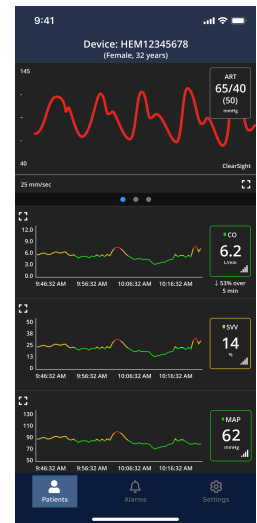 9:41
Device: HEM12345678
(Female, 32 years)
145
ART
65/40
(50)
mmHg
40
ClearSight
25 mm/sec
12.0
9.0
6.0
3.0
0.0
9:46:32 AM 9:56:32 AM 10:06:32 AM 10:16:32 AM
CO
6.2
L/min
↓ 53% over
5 min
50
38
25
13
0
9:46:32 AM 9:56:32 AM 10:06:32 AM 10:16:32 AM
SVV
14
%
130
110
90
70
50
9:46:32 AM 9:56:32 AM 10:06:32 AM 10:16:32 AM
MAP
62
mmHg
Patients
Alarms
Settings